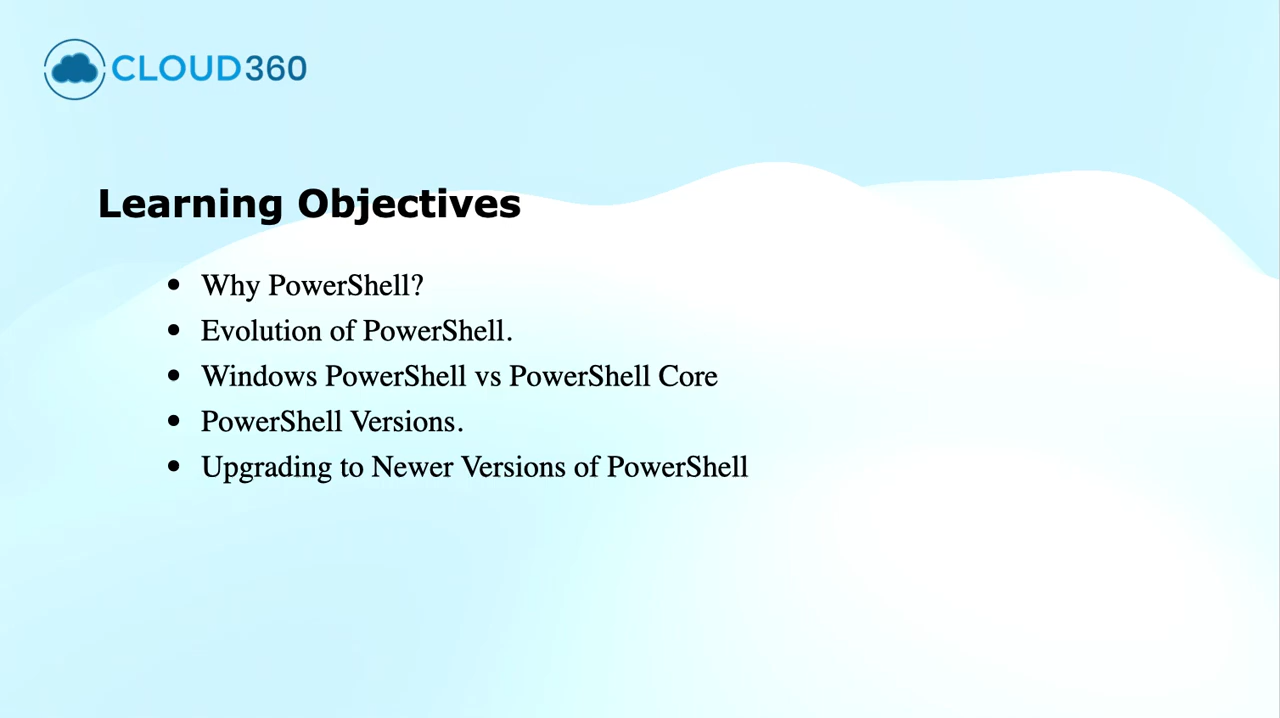 CLOUD360
Learning Objectives
• Why PowerShell?
• Evolution of PowerShell.
• Windows PowerShell vs PowerShell Core
• PowerShell Versions.
• Upgrading to Newer Versions of PowerShell